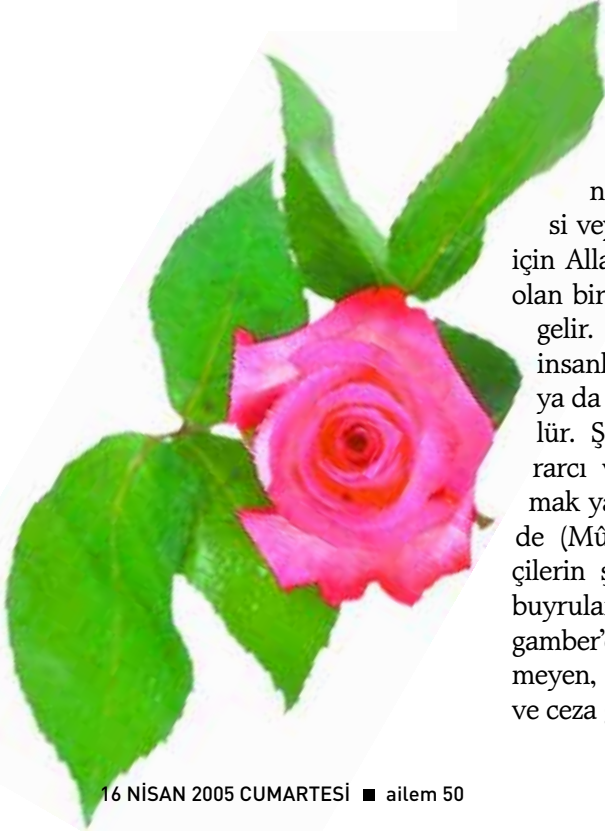 n
si vey
için Alla
olan bir
gelir.
insanl
ya da
lür. Ş
rarcı
mak ya
de (Mû
çilerin ş
buyrula
gamber’
meyen,
ve ceza
16 NİSAN 2005 CUMARTESİ ■ ailem 50